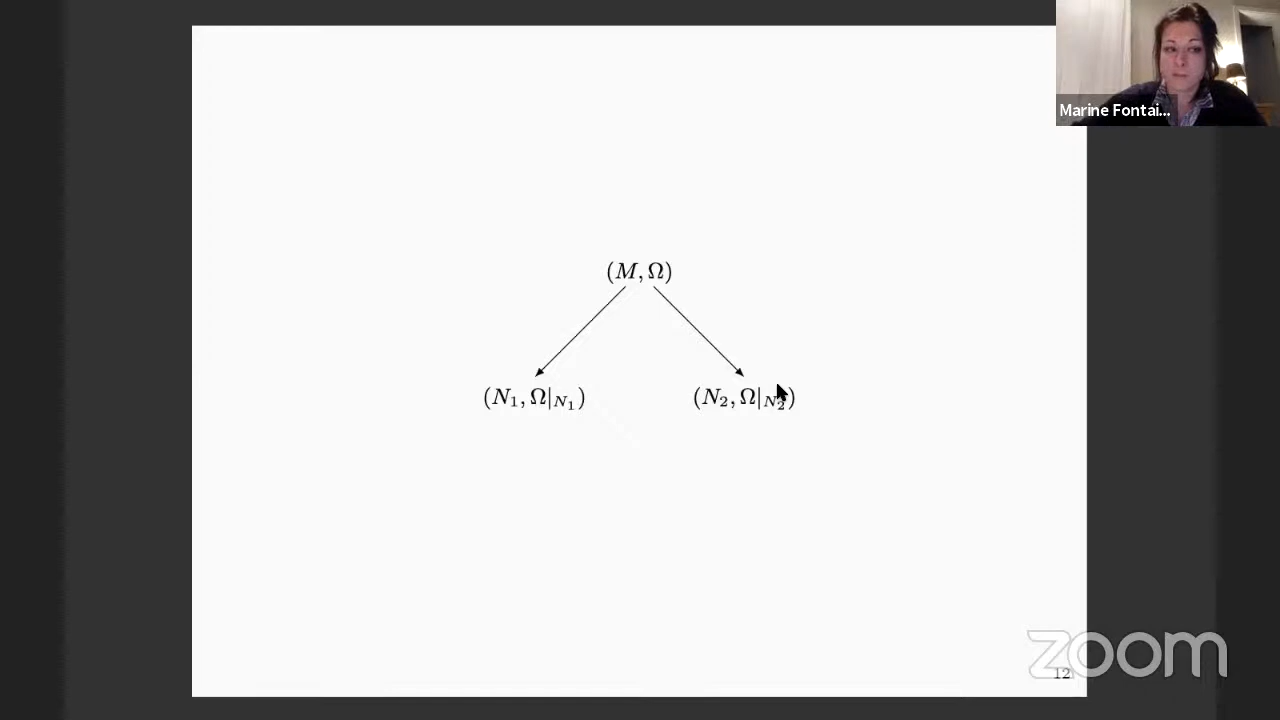 Marine Fontai...
(M, Ω)
(N₁, Ω|N₁) (N₂, Ω|N₂)
zoom
12